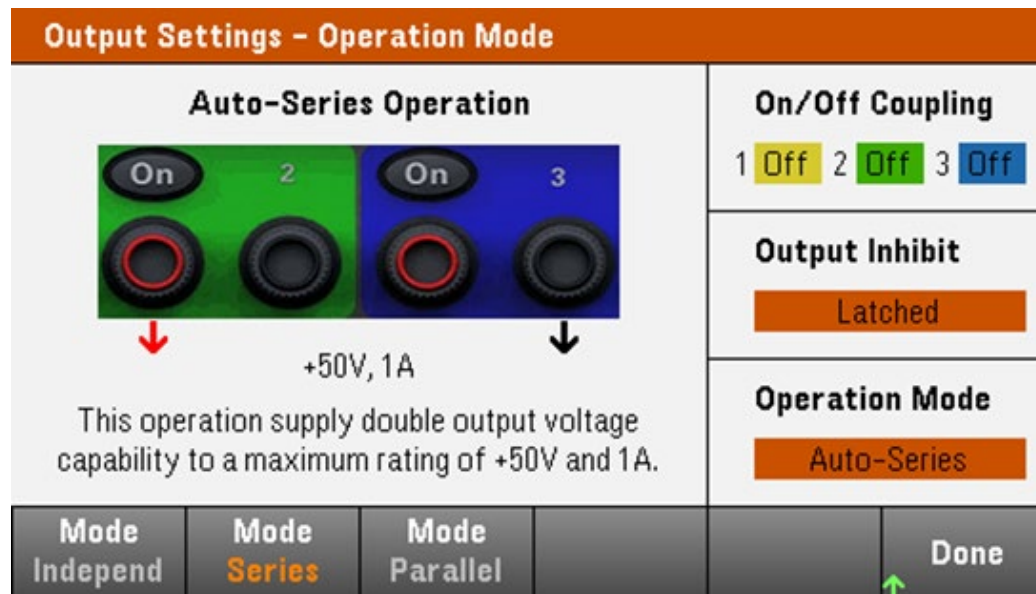 Output Settings - Operation Mode
Auto-Series Operation
On 2 On 3
+50V, 1A
This operation supply double output voltage
capability to a maximum rating of +50V and 1A.
On/Off Coupling
1 Off 2 Off 3 Off
Output Inhibit
Latched
Operation Mode
Auto-Series
Mode
Independ
Mode
Series
Mode
Parallel
Done